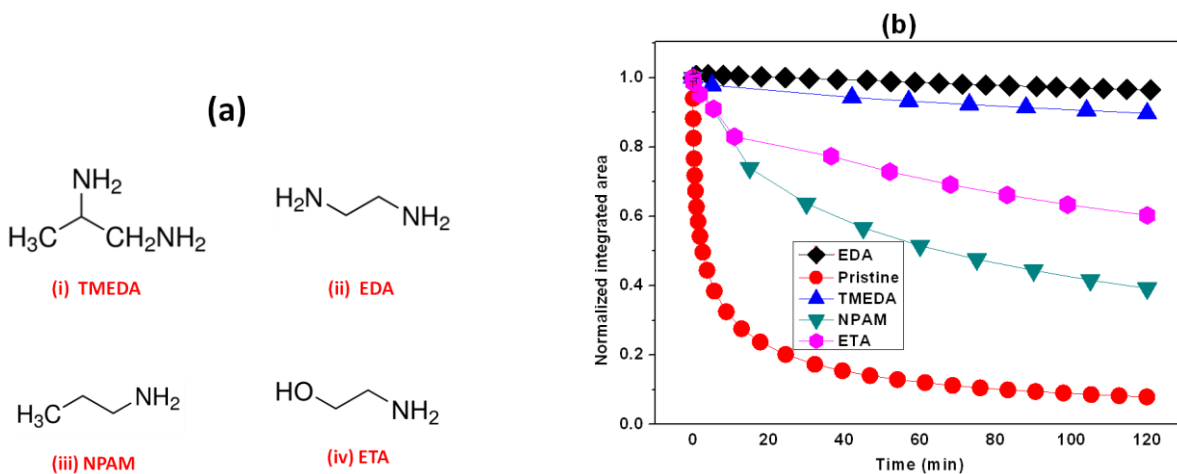 (a)
NH2
H3C
CH2NH2
(i) TMEDA
H2N
NH2
(ii) EDA
H3C
NH2
(iii) NPAM
HO
NH2
(iv) ETA
(b)
Normalized integrated area
1.0
0.8
0.6
0.4
0.2
0.0
EDA
Pristine
TMEDA
NPAM
ETA
0 20 40 60 80 100 120
Time (min)